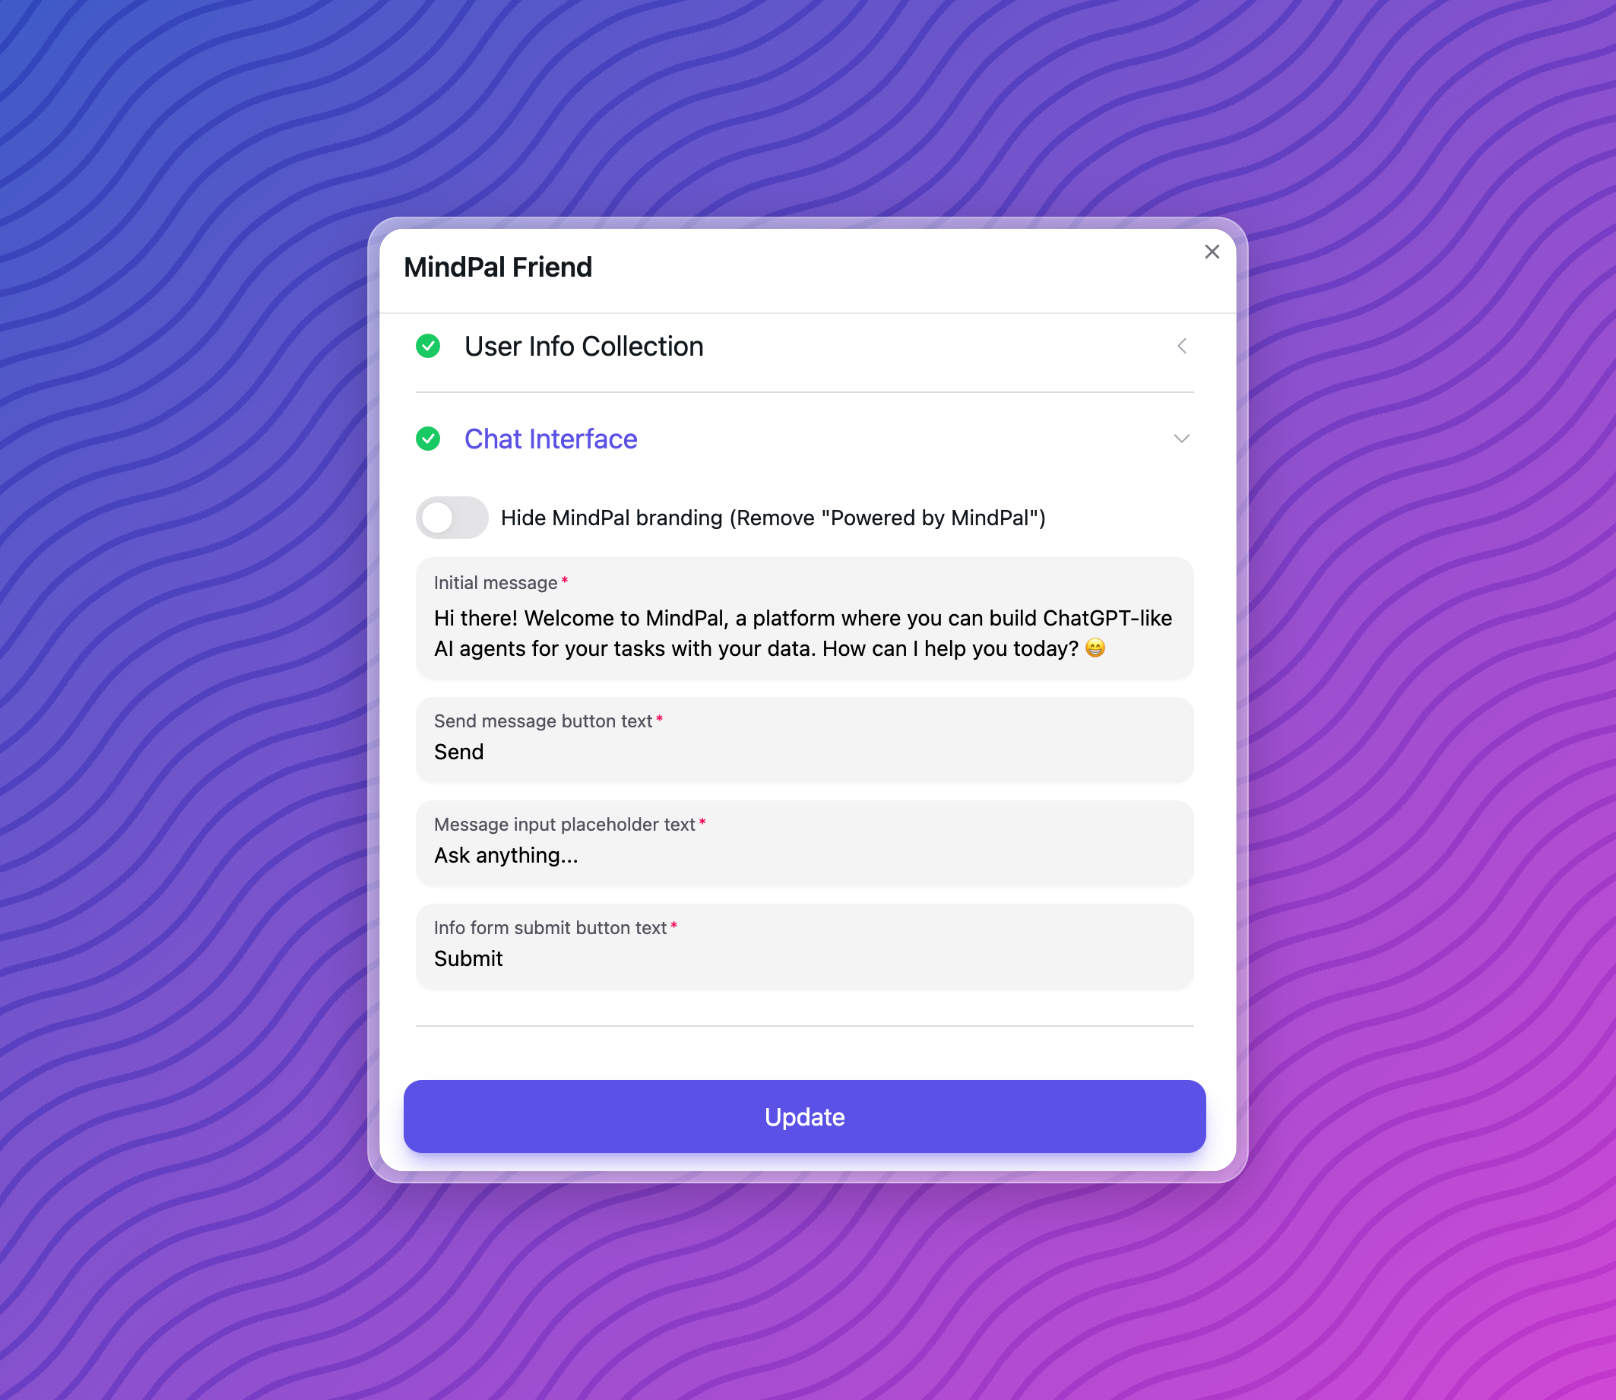 MindPal Friend
User Info Collection
Chat Interface
Hide MindPal branding (Remove "Powered by MindPal")
Initial message*
Hi there! Welcome to MindPal, a platform where you can build ChatGPT-like
AI agents for your tasks with your data. How can I help you today? 😁
Send message button text*
Send
Message input placeholder text*
Ask anything...
Info form submit button text*
Submit
Update